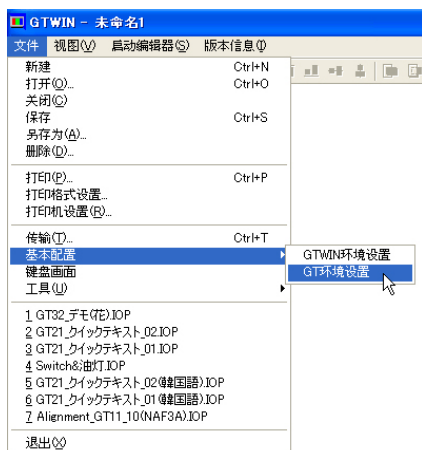 GTWIN - 未命名1
文件 视图(V) 启动编辑器(S) 版本信息(I)
新建 Ctrl+N
打开(O)... Ctrl+O
关闭(C)
保存 Ctrl+S
另存为(A)...
删除(D)...
打印(P)... Ctrl+P
打印格式设置...
打印机设置(R)...
传输(T)... Ctrl+T
基本配置
GTWIN环境设置
GT环境设置
键盘画面
工具(U)
1 GT32_デモ(花).IOP
2 GT21_クイックテキスト_02.IOP
3 GT21_クイックテキスト_01.IOP
4 Switch&油灯.IOP
5 GT21_クイックテキスト_02(韓国語).IOP
6 GT21_クイックテキスト_01(韓国語).IOP
7 Alignment_GT11_10(NAF3A).IOP
退出(X)